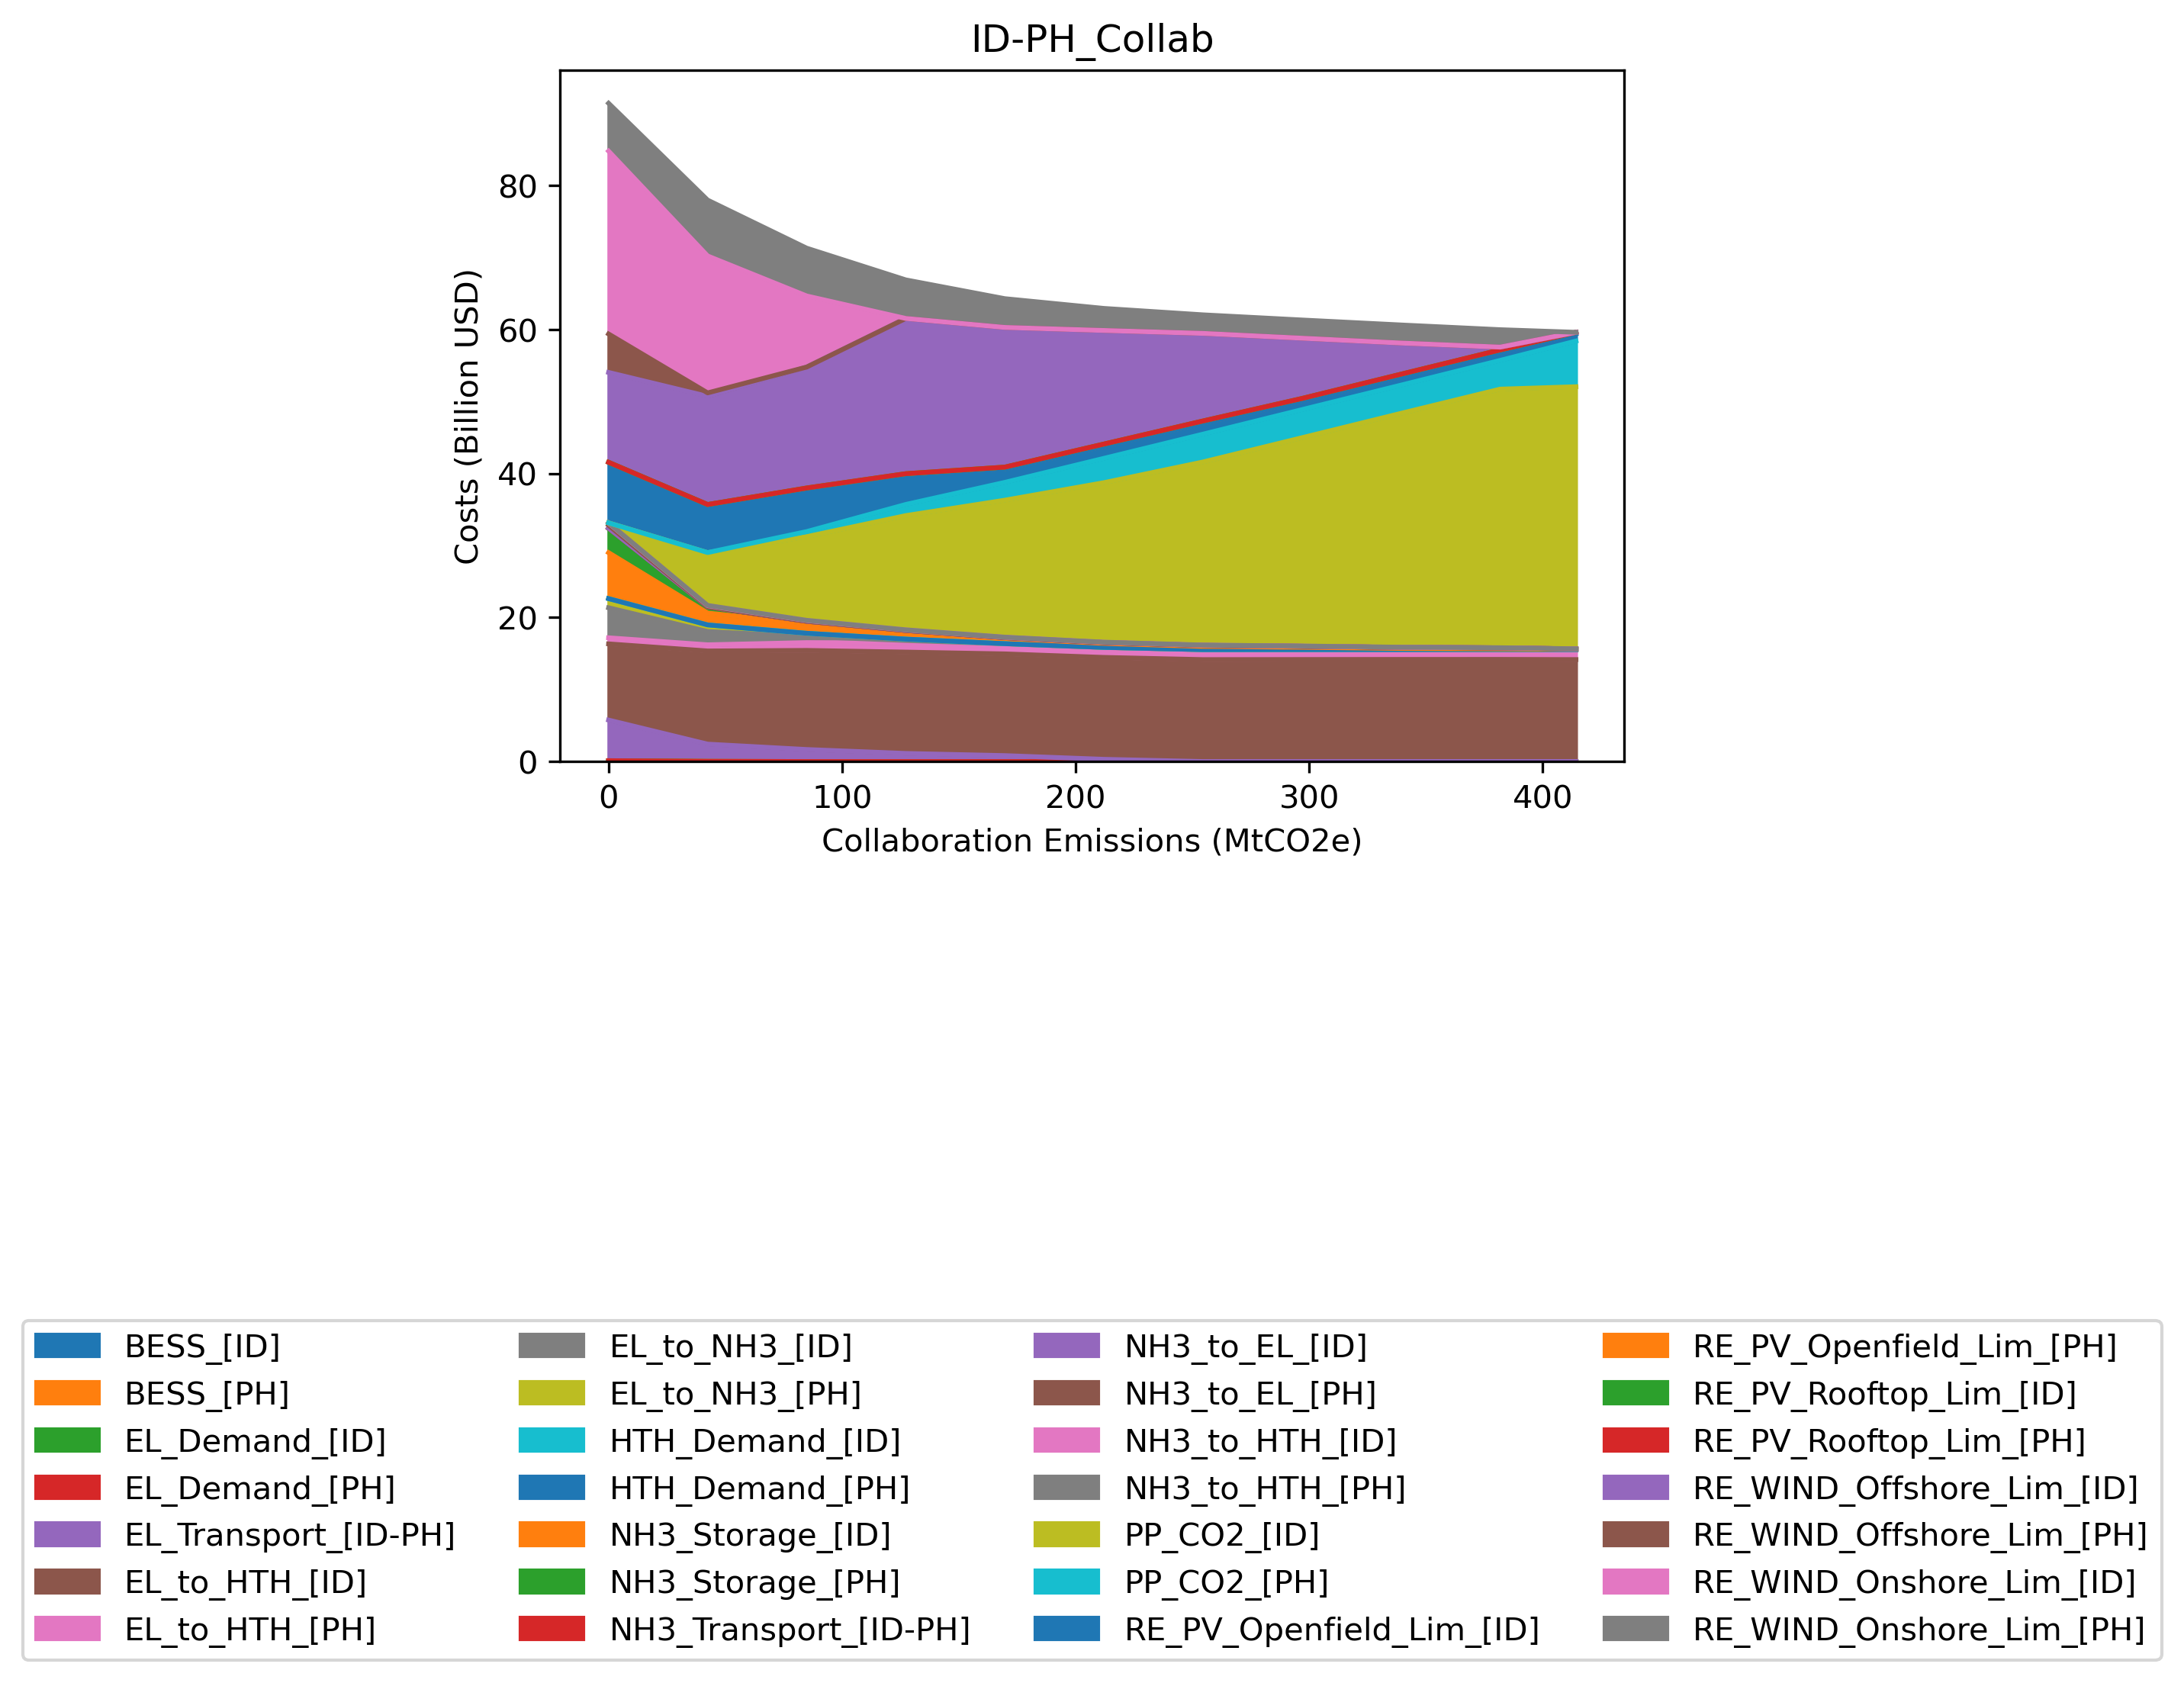 ID-PH_Collab
80
60
40
20
0
Costs (Billion USD)
0 100 200 300 400
Collaboration Emissions (MtCO2e)
BESS_[ID]
BESS_[PH]
EL_Demand_[ID]
EL_Demand_[PH]
EL_Transport_[ID-PH]
EL_to_HTH_[ID]
EL_to_HTH_[PH]
EL_to_NH3_[ID]
EL_to_NH3_[PH]
HTH_Demand_[ID]
HTH_Demand_[PH]
NH3_Storage_[ID]
NH3_Storage_[PH]
NH3_Transport_[ID-PH]
NH3_to_EL_[ID]
NH3_to_EL_[PH]
NH3_to_HTH_[ID]
NH3_to_HTH_[PH]
PP_CO2_[ID]
PP_CO2_[PH]
RE_PV_Openfield_Lim_[ID]
RE_PV_Openfield_Lim_[PH]
RE_PV_Rooftop_Lim_[ID]
RE_PV_Rooftop_Lim_[PH]
RE_WIND_Offshore_Lim_[ID]
RE_WIND_Offshore_Lim_[PH]
RE_WIND_Onshore_Lim_[ID]
RE_WIND_Onshore_Lim_[PH]